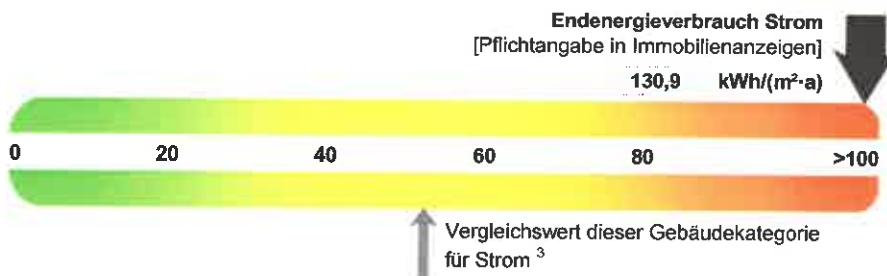 Endenergieverbrauch Strom
[Pflichtangabe in Immobilienanzeigen]
130,9 kWh/(m²·a)
0 20 40 60 80 >100
Vergleichswert dieser Gebäudekategorie
für Strom ³